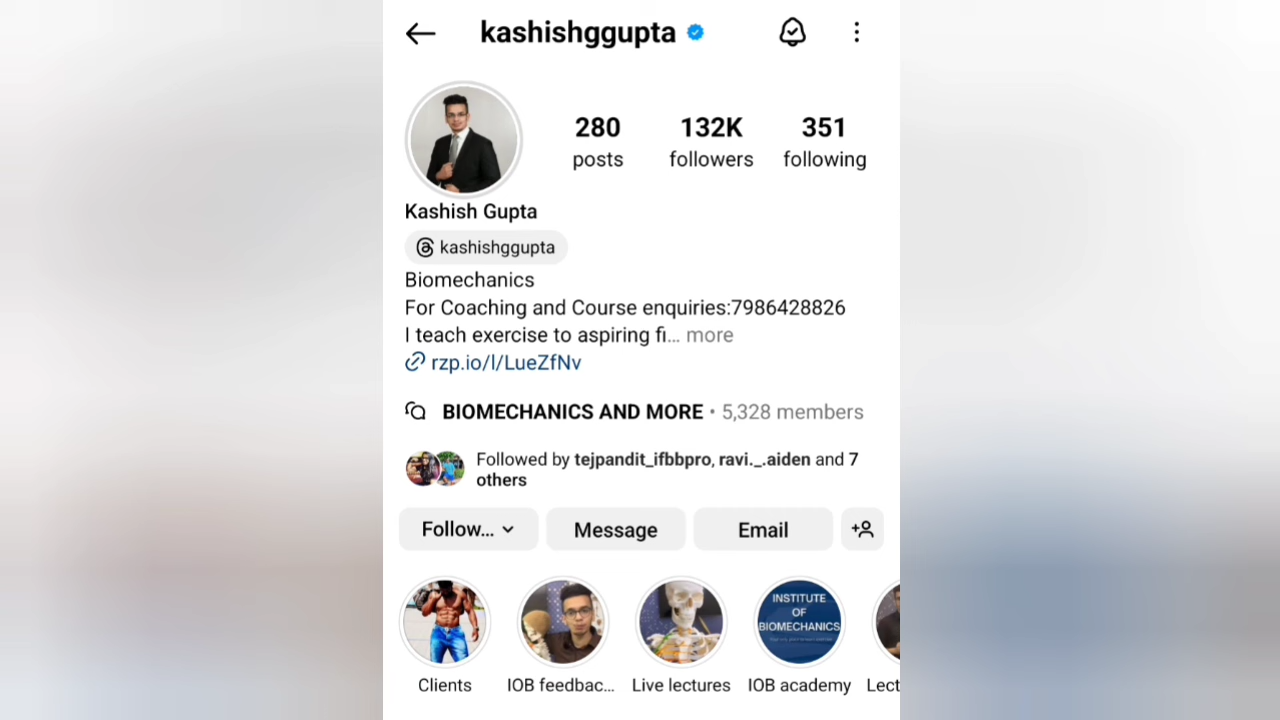 kashishggupta
280 132K 351
posts followers following
Kashish Gupta
kashishggupta
Biomechanics
For Coaching and Course enquiries:7986428826
I teach exercise to aspiring fi... more
rzp.io/l/LueZfNv
BIOMECHANICS AND MORE • 5,328 members
Followed by tejpandit_ifbbpro, ravi._.aiden and 7
others
Follow... Message Email
INSTITUTE
OF
BIOMECHANICS
Clients IOB feedbac... Live lectures IOB academy Lect